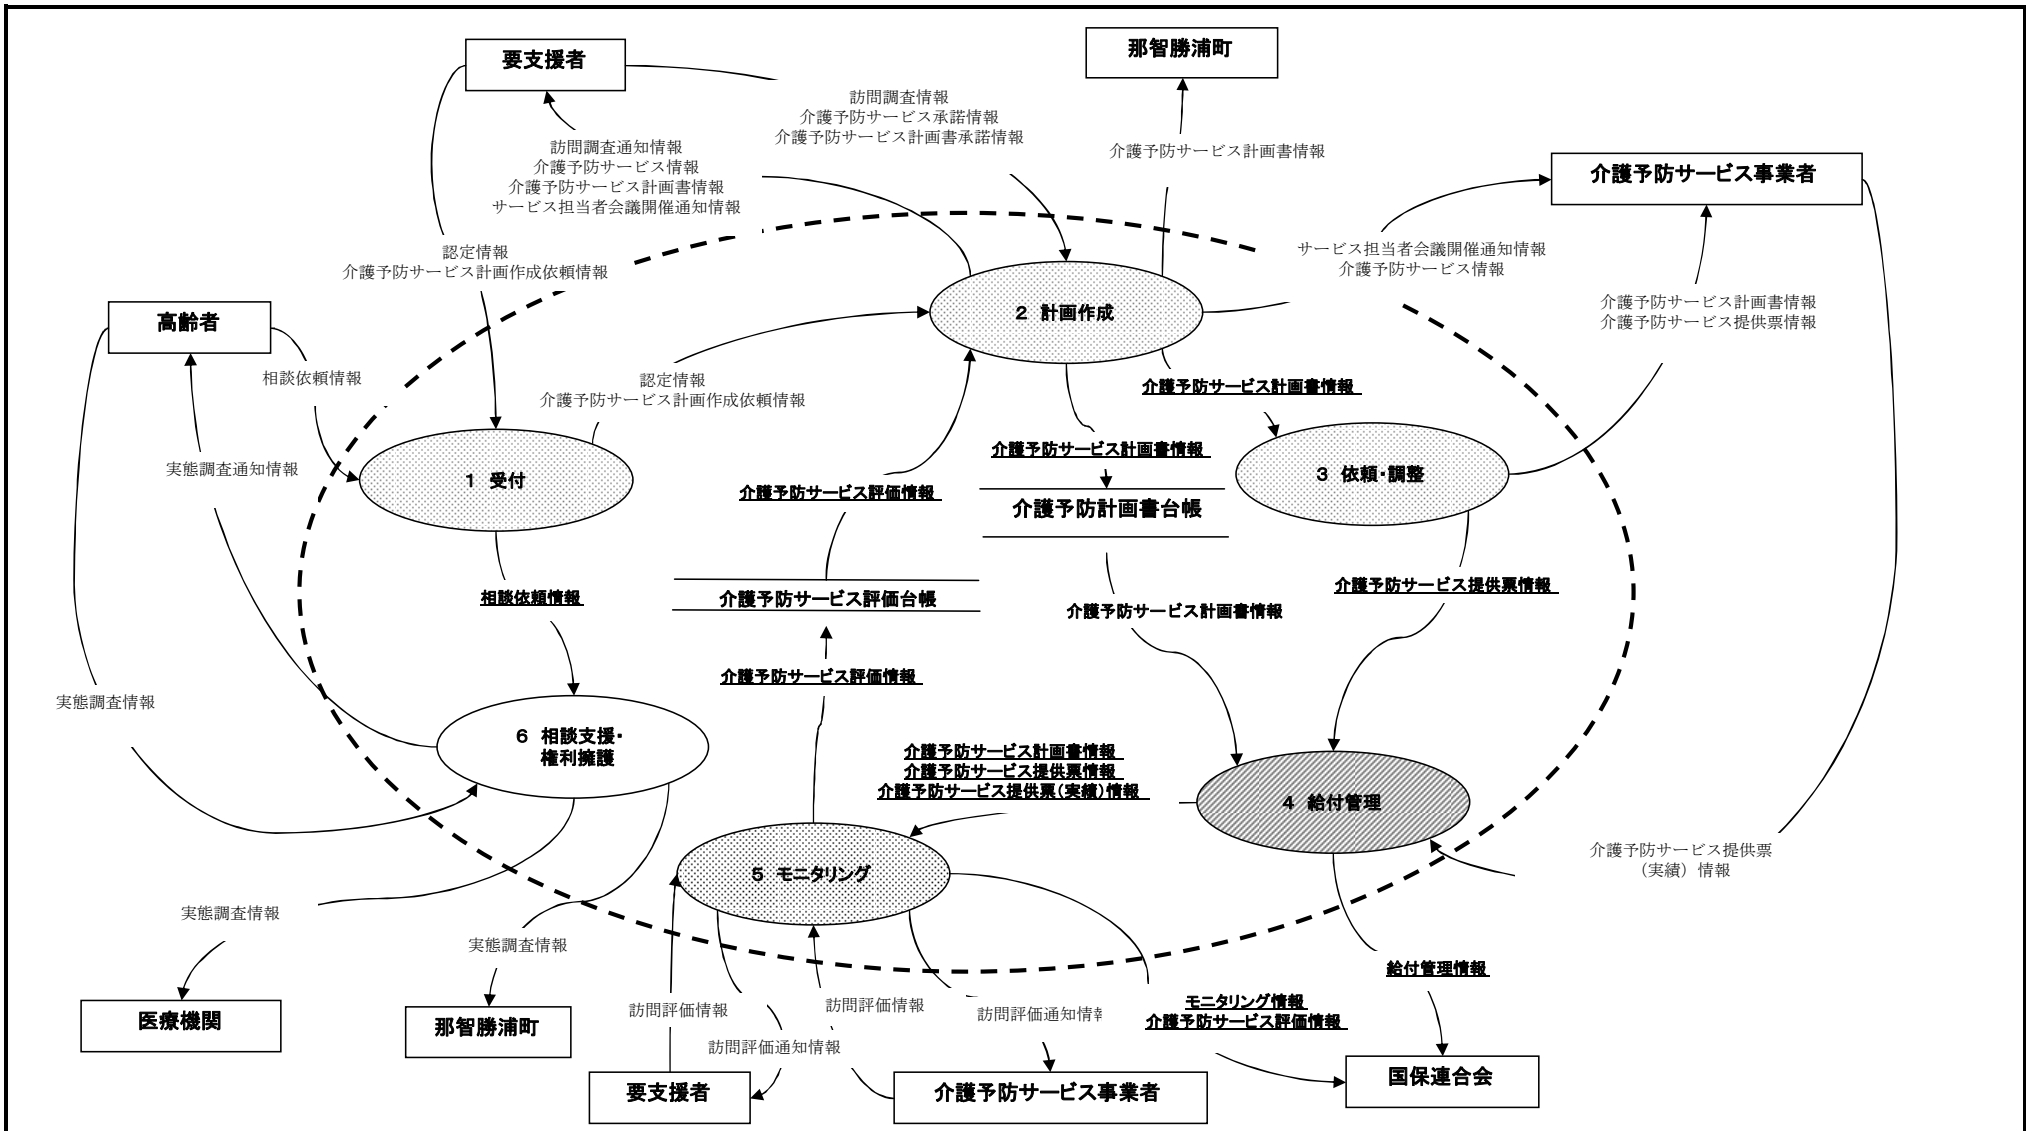 要支援者
那智勝浦町
訪問調査情報
介護予防サービス承諾情報
介護予防サービス計画書承諾情報
訪問調査通知情報
介護予防サービス情報
介護予防サービス計画書情報
サービス担当者会議開催通知情報
介護予防サービス計画書情報
介護予防サービス事業者
認定情報
介護予防サービス計画作成依頼情報
サービス担当者会議開催通知情報
介護予防サービス情報
高齢者
2 計画作成
介護予防サービス計画書情報
介護予防サービス提供票情報
相談依頼情報
認定情報
介護予防サービス計画作成依頼情報
介護予防サービス計画書情報
実態調査通知情報
1 受付
介護予防サービス計画書情報
3 依頼・調整
介護予防サービス評価情報
介護予防計画書台帳
相談依頼情報
介護予防サービス評価台帳
介護予防サービス計画書情報
介護予防サービス提供票情報
介護予防サービス評価情報
実態調査情報
6 相談支援・
権利擁護
介護予防サービス計画書情報
介護予防サービス提供票情報
介護予防サービス提供票(実績)情報
4 給付管理
5 モニタリング
介護予防サービス提供票
(実績)情報
実態調査情報
実態調査情報
給付管理情報
訪問評価情報
訪問評価情報
訪問評価通知情
モニタリング情報
介護予防サービス評価情報
医療機関
那智勝浦町
訪問評価通知情報
要支援者
介護予防サービス事業者
国保連合会